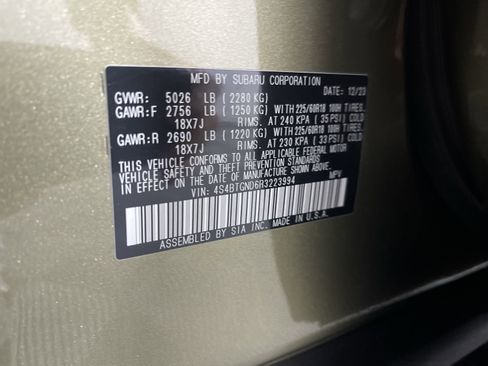 MFD BY SUBARU CORPORATION
DATE: 12/23
GVWR: 5026 LB (2280 KG)
GAWR:F 2756 LB (1250 KG) WITH 225/60R18 100H TIRES.
18X7J RIMS. AT 240 KPA (35 PSI) COLD
GAWR:R 2690 LB (1220 KG) WITH 225/60R18 100H TIRES.
18X7J RIMS. AT 230 KPA (33 PSI) COLD
THIS VEHICLE CONFORMS TO ALL APPLICABLE FEDERAL MOTOR
VEHICLE SAFETY AND THEFT PREVENTION STANDARDS IN EFFECT
ON THE DATE OF MANUFACTURE SHOWN ABOVE.
VIN: 4S4BTGND6R3223994 MPV
ASSEMBLED BY SIA INC. MADE IN U.S.A.